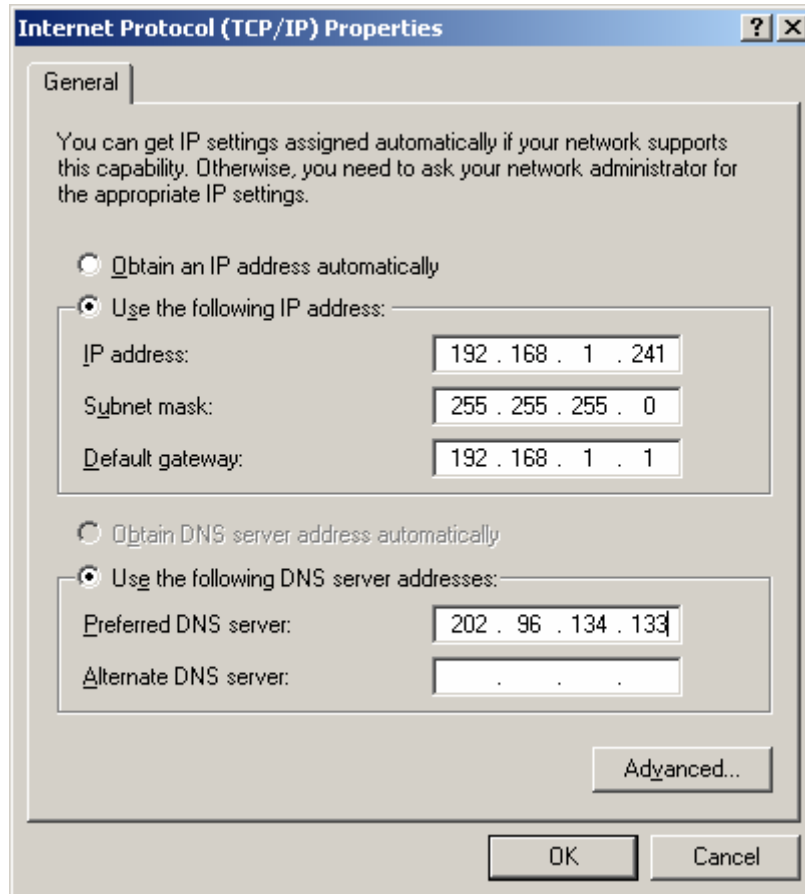 Internet Protocol (TCP/IP) Properties
General
You can get IP settings assigned automatically if your network supports
this capability. Otherwise, you need to ask your network administrator for
the appropriate IP settings.
Obtain an IP address automatically
Use the following IP address:
IP address: 192 . 168 . 1 . 241
Subnet mask: 255 . 255 . 255 . 0
Default gateway: 192 . 168 . 1 . 1
Obtain DNS server address automatically
Use the following DNS server addresses:
Preferred DNS server: 202 . 96 . 134 . 133
Alternate DNS server: . . .
Advanced...
OK Cancel